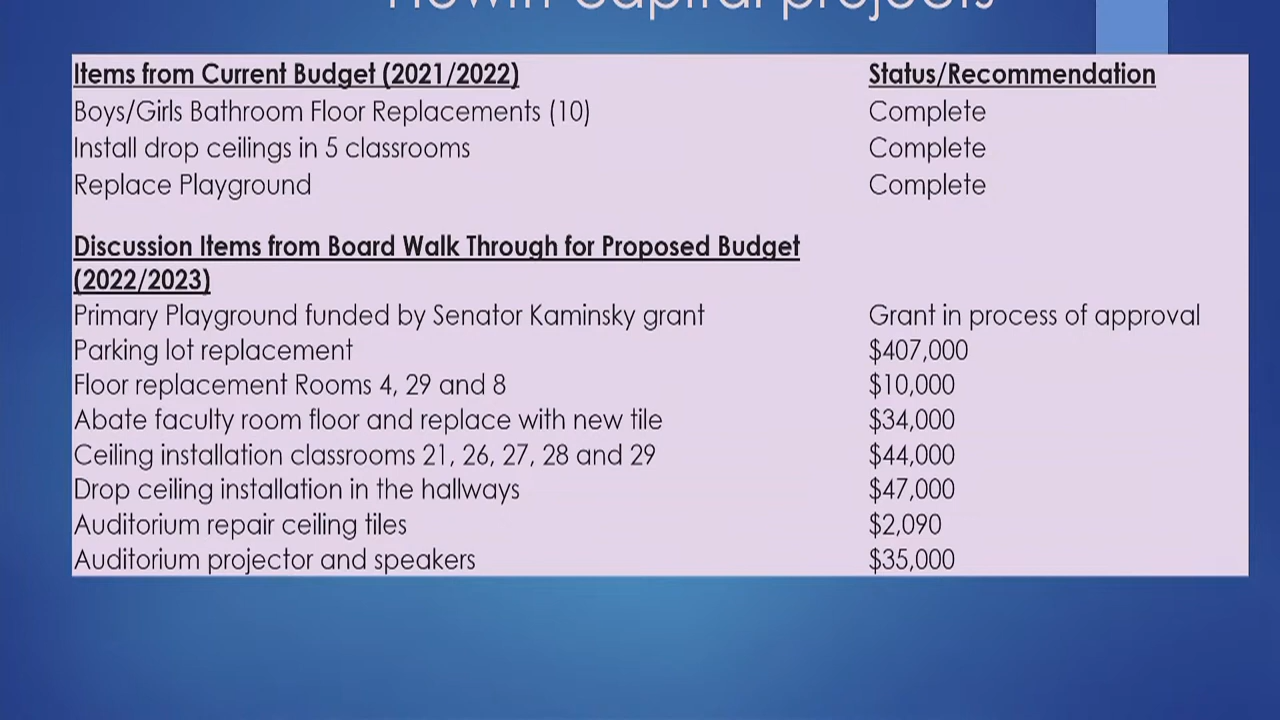 capital projects
Items from Current Budget (2021/2022) Status/Recommendation
Boys/Girls Bathroom Floor Replacements (10) Complete
Install drop ceilings in 5 classrooms Complete
Replace Playground Complete
Discussion Items from Board Walk Through for Proposed Budget
(2022/2023)
Primary Playground funded by Senator Kaminsky grant Grant in process of approval
Parking lot replacement $407,000
Floor replacement Rooms 4, 29 and 8 $10,000
Abate faculty room floor and replace with new tile $34,000
Ceiling installation classrooms 21, 26, 27, 28 and 29 $44,000
Drop ceiling installation in the hallways $47,000
Auditorium repair ceiling tiles $2,090
Auditorium projector and speakers $35,000